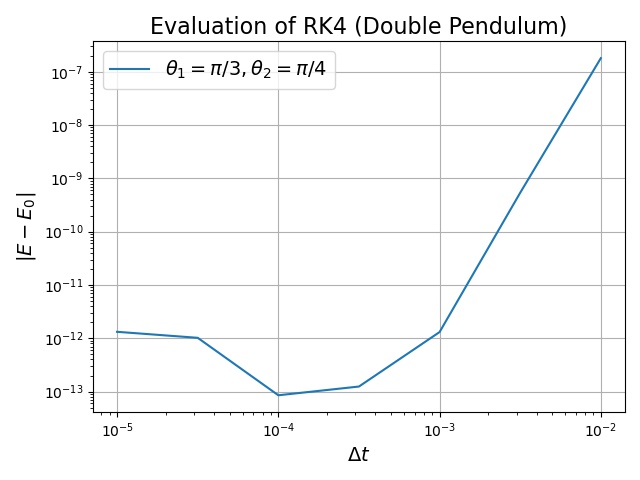 Evaluation of RK4 (Double Pendulum)
θ₁ = π/3, θ₂ = π/4
10⁻⁷
10⁻⁸
10⁻⁹
10⁻¹⁰
10⁻¹¹
10⁻¹²
10⁻¹³
|E − E₀|
10⁻⁵ 10⁻⁴ 10⁻³ 10⁻²
Δt